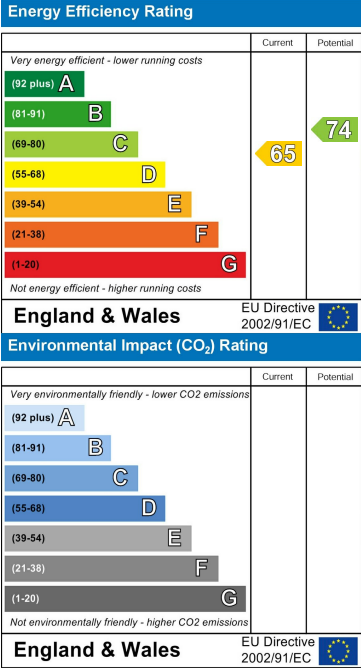 Energy Efficiency Rating
Current Potential
Very energy efficient - lower running costs
(92 plus) A
(81-91) B
(69-80) C
(55-68) D
(39-54) E
(21-38) F
(1-20) G
65
74
Not energy efficient - higher running costs
England & Wales
EU Directive
2002/91/EC
Environmental Impact (CO₂) Rating
Current Potential
Very environmentally friendly - lower CO2 emissions
(92 plus) A
(81-91) B
(69-80) C
(55-68) D
(39-54) E
(21-38) F
(1-20) G
Not environmentally friendly - higher CO2 emissions
England & Wales
EU Directive
2002/91/EC